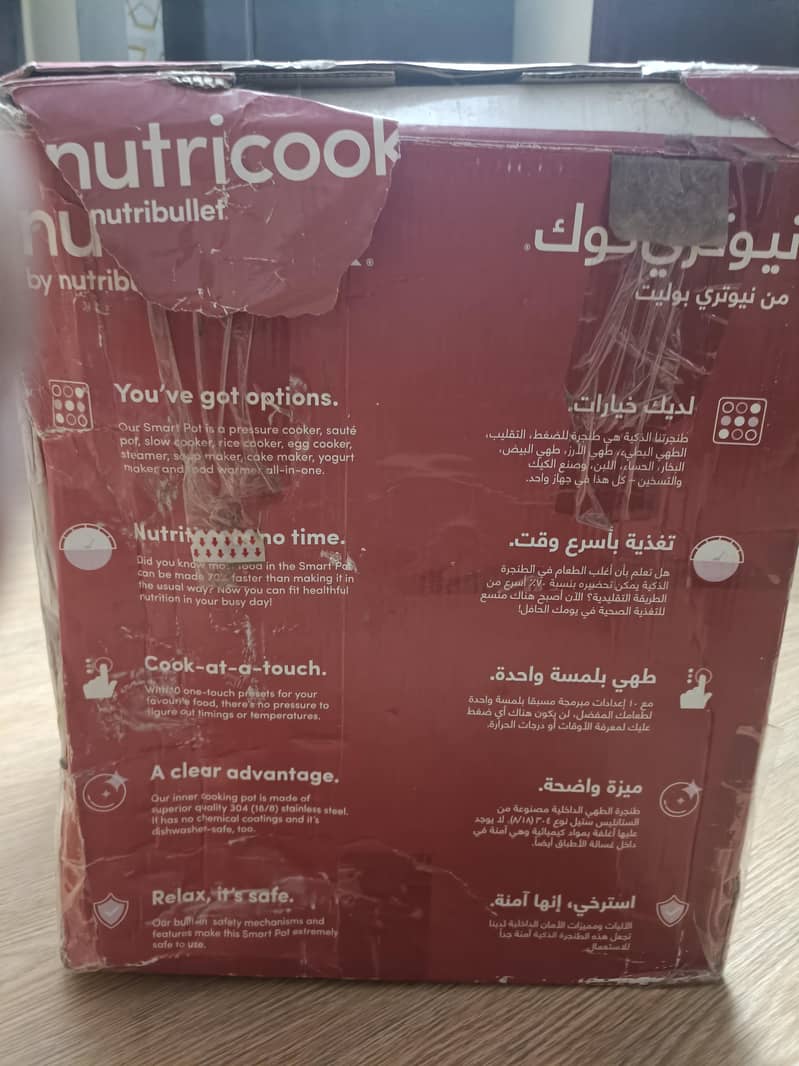 nutricook
nutribullet
nu
by nutrib
نيوتري كوك
من نيوتري بوليت
You've got options.
Our Smart Pot is a pressure cooker, sauté
pot, slow cooker, rice cooker, egg cooker,
steamer, soup maker, cake maker, yogurt
maker and food warmer all-in-one.
لديك خيارات.
طنجرتنا الذكية هي طنجرة للضغط، التقليب،
الطهي البطيء، طهي الأرز، طهي البيض،
البخار، الحساء، اللبن، وصنع الكيك
والتسخين – كل هذا في جهاز واحد.
Nutrit no time.
Did you know most food in the Smart Pot
can be made 70% faster than making it in
the usual way? Now you can fit healthful
nutrition in your busy day!
تغذية بأسرع وقت.
هل تعلم بأن أغلب الطعام في الطنجرة
الذكية يمكن تحضيره بنسبة ٧٠٪ أسرع من
الطريقة التقليدية؟ الآن أصبح هناك متسع
للتغذية الصحية في يومك الحافل!
Cook-at-a-touch.
With 10 one-touch presets for your
favourite food, there's no pressure to
figure out timings or temperatures.
طهي بلمسة واحدة.
مع ١٠ إعدادات مبرمجة مسبقا بلمسة واحدة
لطعامك المفضل، لن يكون هناك أي ضغط
عليك لمعرفة الأوقات أو درجات الحرارة.
A clear advantage.
Our inner cooking pot is made of
superior quality 304 (18/8) stainless steel.
It has no chemical coatings and it's
dishwasher-safe, too.
ميزة واضحة.
طنجرة الطهي الداخلية مصنوعة من
الستانليس ستيل نوع ٣٠٤ (٨/١٨). لا يوجد
عليها أغلفة بمواد كيميائية وهي آمنة في
داخل غسالة الأطباق أيضاً.
Relax, it's safe.
Our built-in safety mechanisms and
features make this Smart Pot extremely
safe to use.
استرخي، إنها آمنة.
الآليات ومميزات الأمان الداخلية لدينا
تجعل هذه الطنجرة الذكية آمنة جداً
للاستعمال.